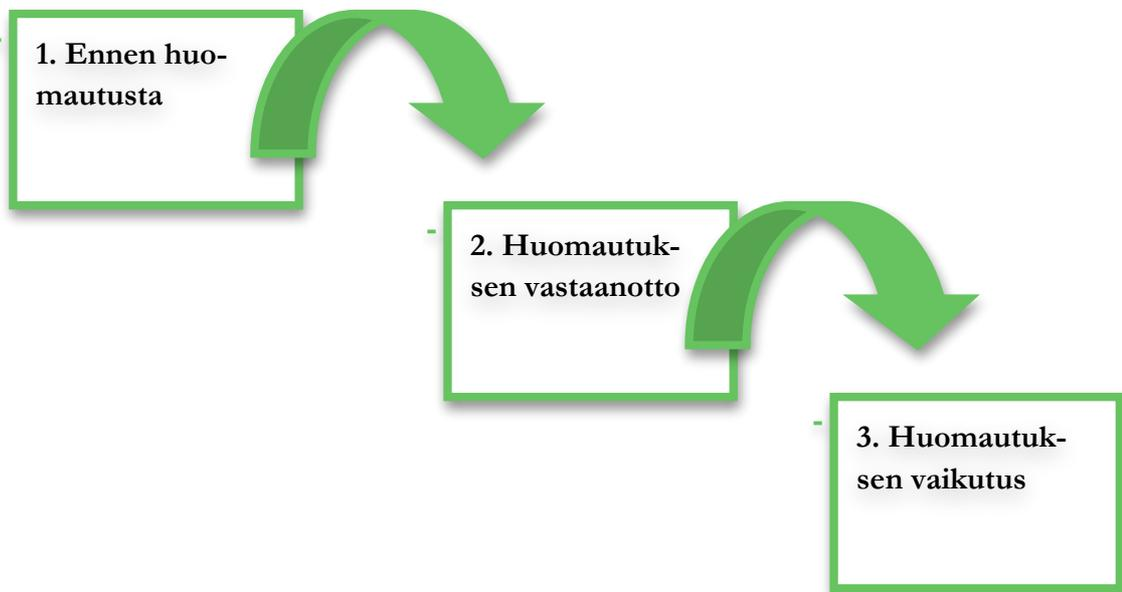 1. Ennen huo-
mautusta
2. Huomautuk-
sen vastaanotto
3. Huomautuk-
sen vaikutus